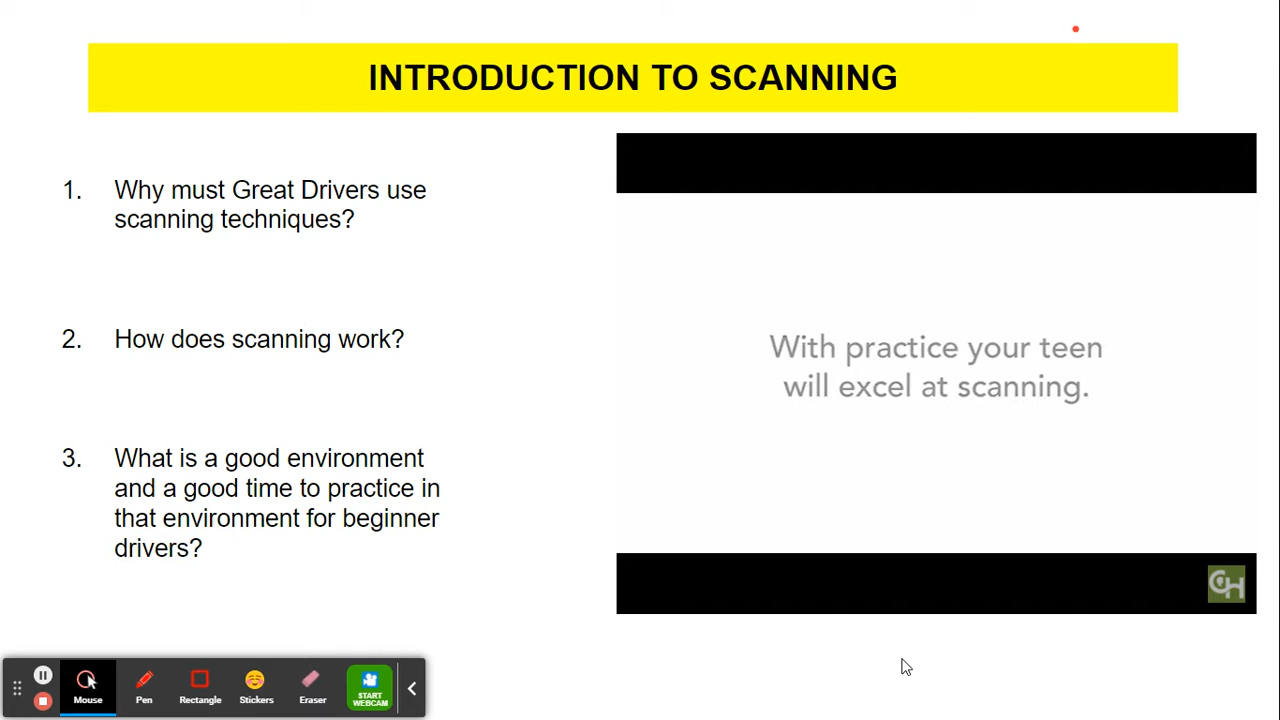 INTRODUCTION TO SCANNING
1. Why must Great Drivers use
scanning techniques?
2. How does scanning work?
3. What is a good environment
and a good time to practice in
that environment for beginner
drivers?
With practice your teen
will excel at scanning.
CH
Mouse
Pen
Rectangle
Stickers
Eraser
START
WEBCAM